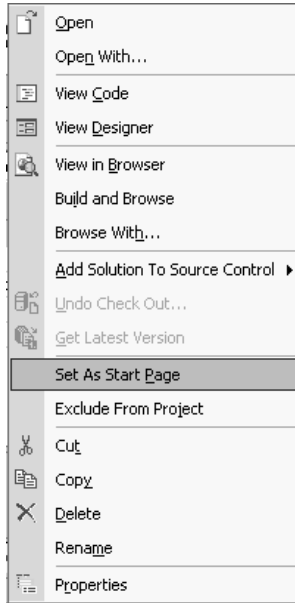 Open
Open With...
View Code
View Designer
View in Browser
Build and Browse
Browse With...
Add Solution To Source Control
Undo Check Out...
Get Latest Version
Set As Start Page
Exclude From Project
Cut
Copy
Delete
Rename
Properties